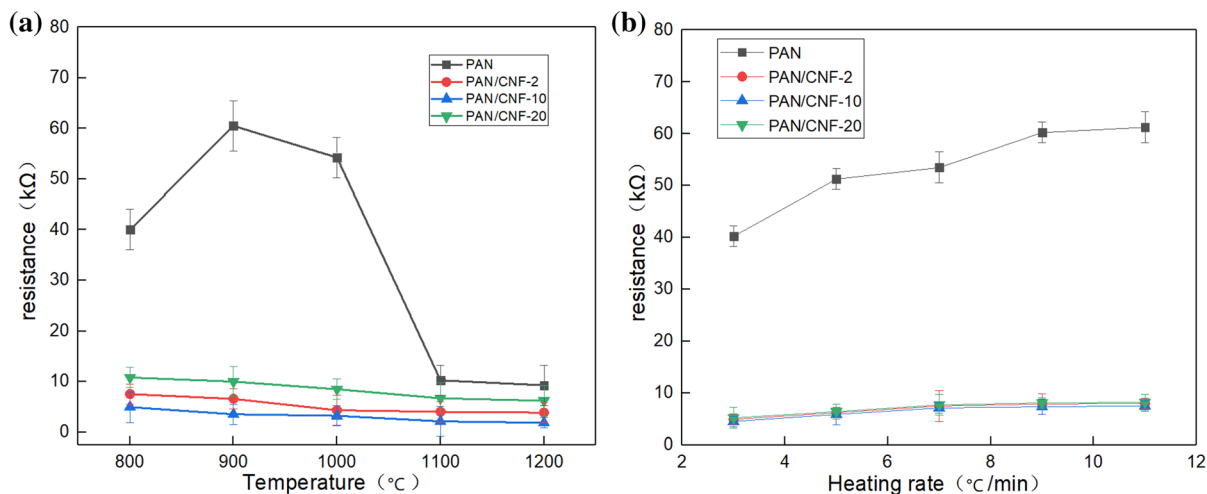 (a)
80
70
60
50
40
30
20
10
0
resistance（kΩ）
PAN
PAN/CNF-2
PAN/CNF-10
PAN/CNF-20
800 900 1000 1100 1200
Temperature（℃）
(b)
80
70
60
50
40
30
20
10
0
resistance（kΩ）
PAN
PAN/CNF-2
PAN/CNF-10
PAN/CNF-20
2 4 6 8 10 12
Heating rate（℃/min）